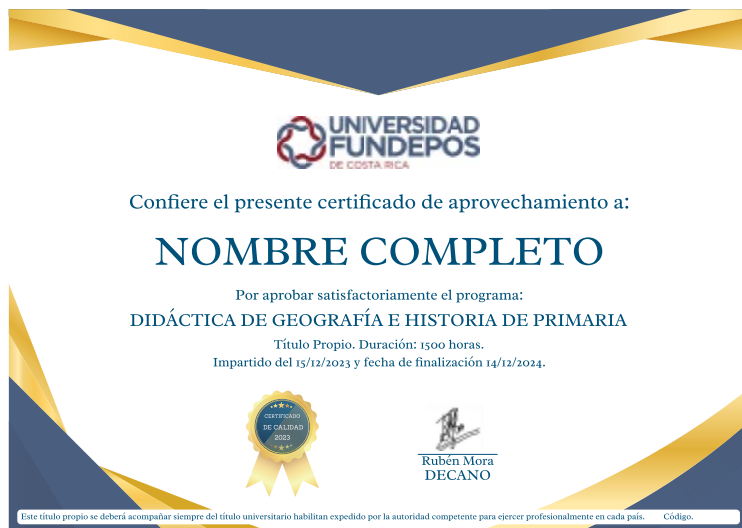 UNIVERSIDAD
FUNDEPOS
DE COSTA RICA
Confiere el presente certificado de aprovechamiento a:
NOMBRE COMPLETO
Por aprobar satisfactoriamente el programa:
DIDÁCTICA DE GEOGRAFÍA E HISTORIA DE PRIMARIA
Título Propio. Duración: 1500 horas.
Impartido del 15/12/2023 y fecha de finalización 14/12/2024.
CERTIFICADO
DE CALIDAD
2023
Rubén Mora
DECANO
Este título propio se deberá acompañar siempre del título universitario habilitan expedido por la autoridad competente para ejercer profesionalmente en cada país. Código.